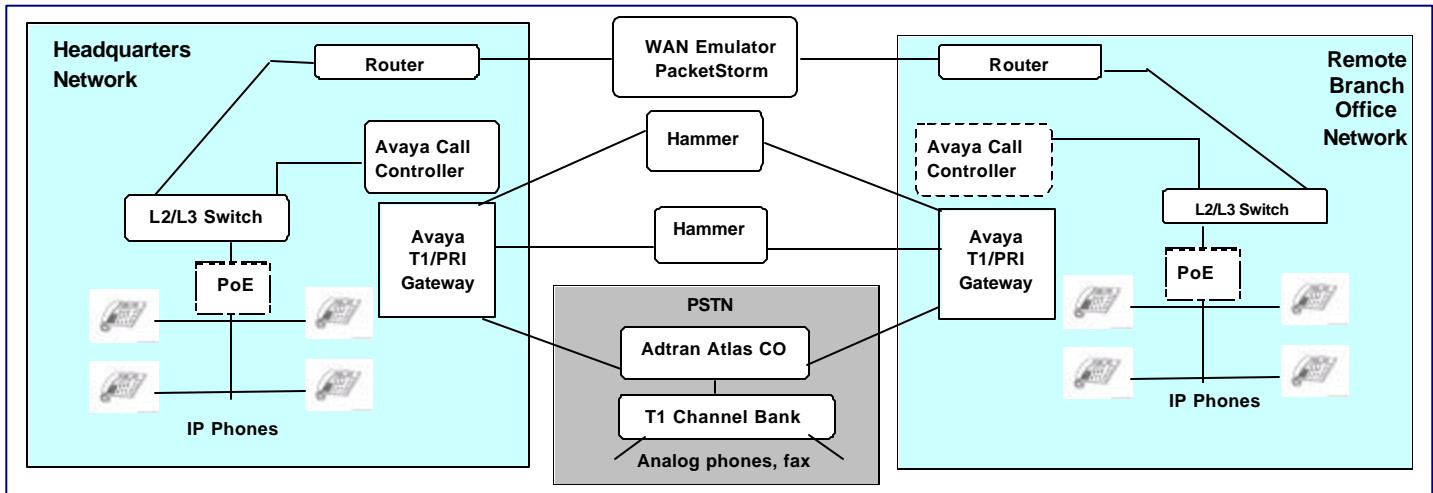 Headquarters
Network
Router
WAN Emulator
PacketStorm
Router
Remote
Branch
Office
Network
Avaya Call
Controller
Hammer
Avaya Call
Controller
L2/L3 Switch
Avaya
T1/PRI
Gateway
Hammer
Avaya
T1/PRI
Gateway
L2/L3 Switch
PoE
PoE
PSTN
Adtran Atlas CO
T1 Channel Bank
Analog phones, fax
IP Phones
IP Phones